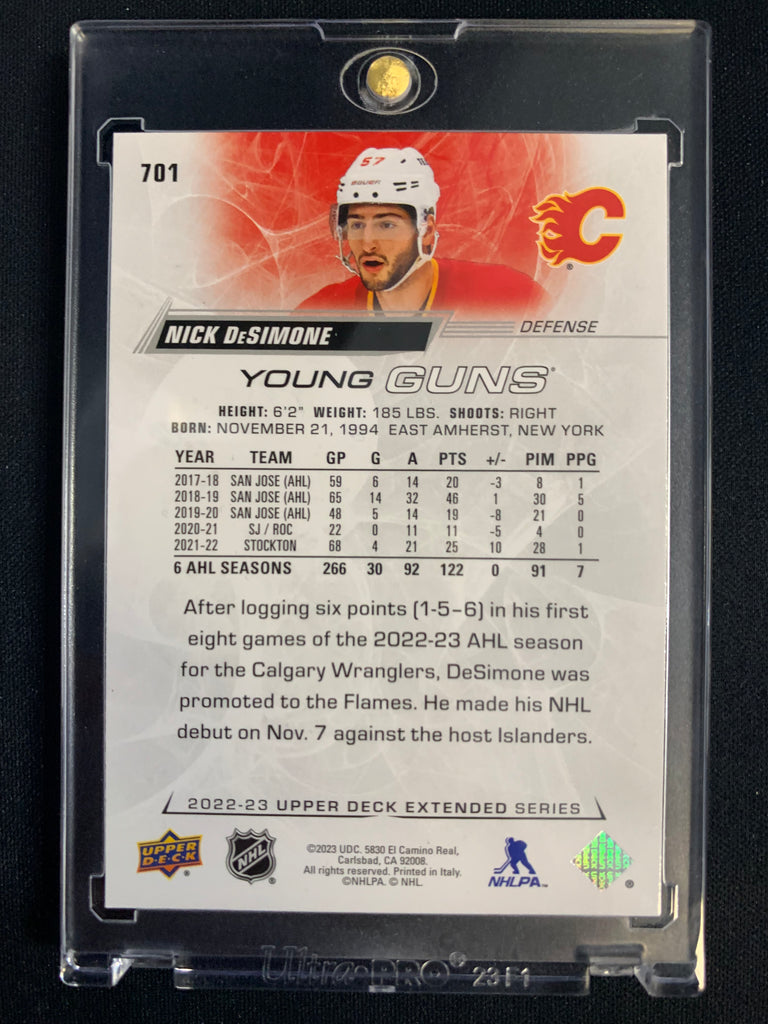 701
57
BAUER
C
NICK DeSIMONE
DEFENSE
YOUNG GUNS®
HEIGHT: 6'2" WEIGHT: 185 LBS. SHOOTS: RIGHT
BORN: NOVEMBER 21, 1994 EAST AMHERST, NEW YORK
YEAR TEAM GP G A PTS +/- PIM PPG
2017-18 SAN JOSE (AHL) 59 6 14 20 -3 8 1
2018-19 SAN JOSE (AHL) 65 14 32 46 1 30 5
2019-20 SAN JOSE (AHL) 48 5 14 19 -8 21 0
2020-21 SJ / ROC 22 0 11 11 -5 4 0
2021-22 STOCKTON 68 4 21 25 10 28 1
6 AHL SEASONS 266 30 92 122 0 91 7
After logging six points (1-5–6) in his first
eight games of the 2022-23 AHL season
for the Calgary Wranglers, DeSimone was
promoted to the Flames. He made his NHL
debut on Nov. 7 against the host Islanders.
2022-23 UPPER DECK EXTENDED SERIES
UPPER
D·E·C·K
®
NHL
®
©2023 UDC. 5830 El Camino Real,
Carlsbad, CA 92008.
All rights reserved. Printed in Italy.
©NHLPA. © NHL.
NHLPA™
®
Ultra·PRO®